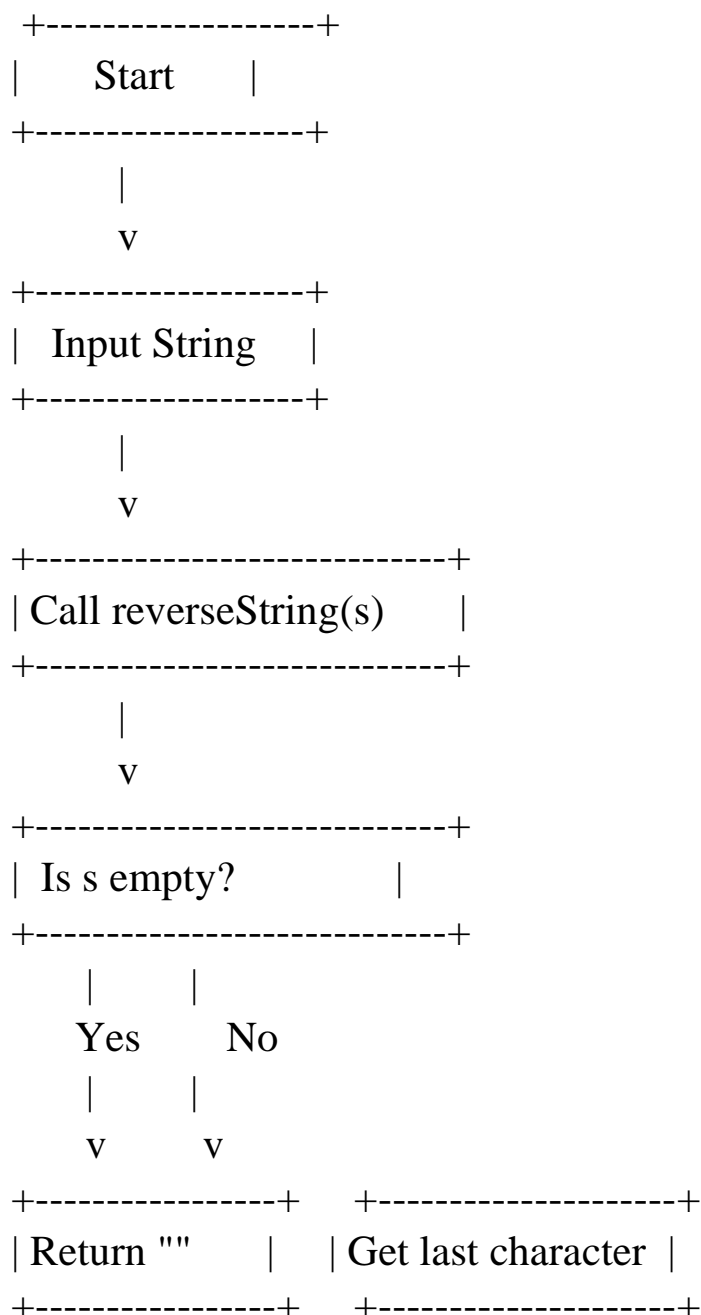 +-------------------+
| Start |
+-------------------+
|
v
+-------------------+
| Input String |
+-------------------+
|
v
+-----------------------------+
| Call reverseString(s) |
+-----------------------------+
|
v
+-----------------------------+
| Is s empty? |
+-----------------------------+
| |
Yes No
| |
v v
+-----------------+ +---------------------+
| Return "" | | Get last character |
+-----------------+ +---------------------+